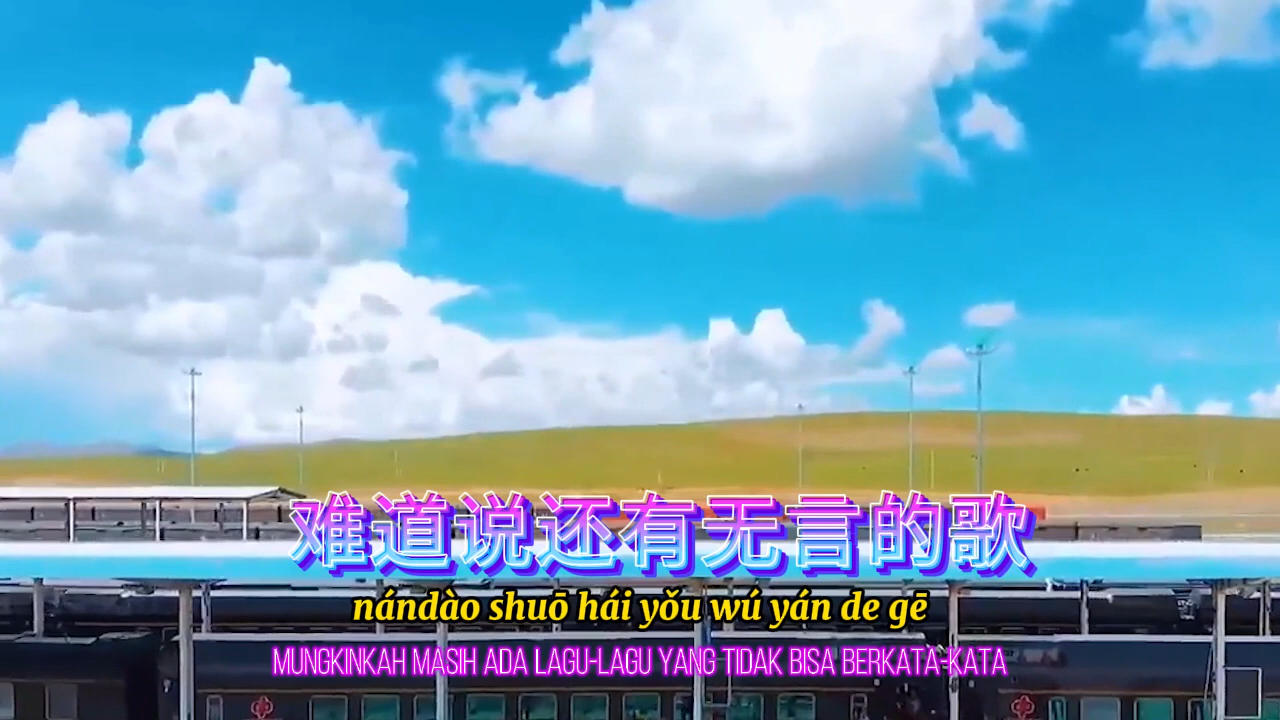 难道说还有无言的歌
nándào shuō hái yǒu wú yán de gē
MUNGKINKAH MASIH ADA LAGU-LAGU YANG TIDAK BISA BERKATA-KATA